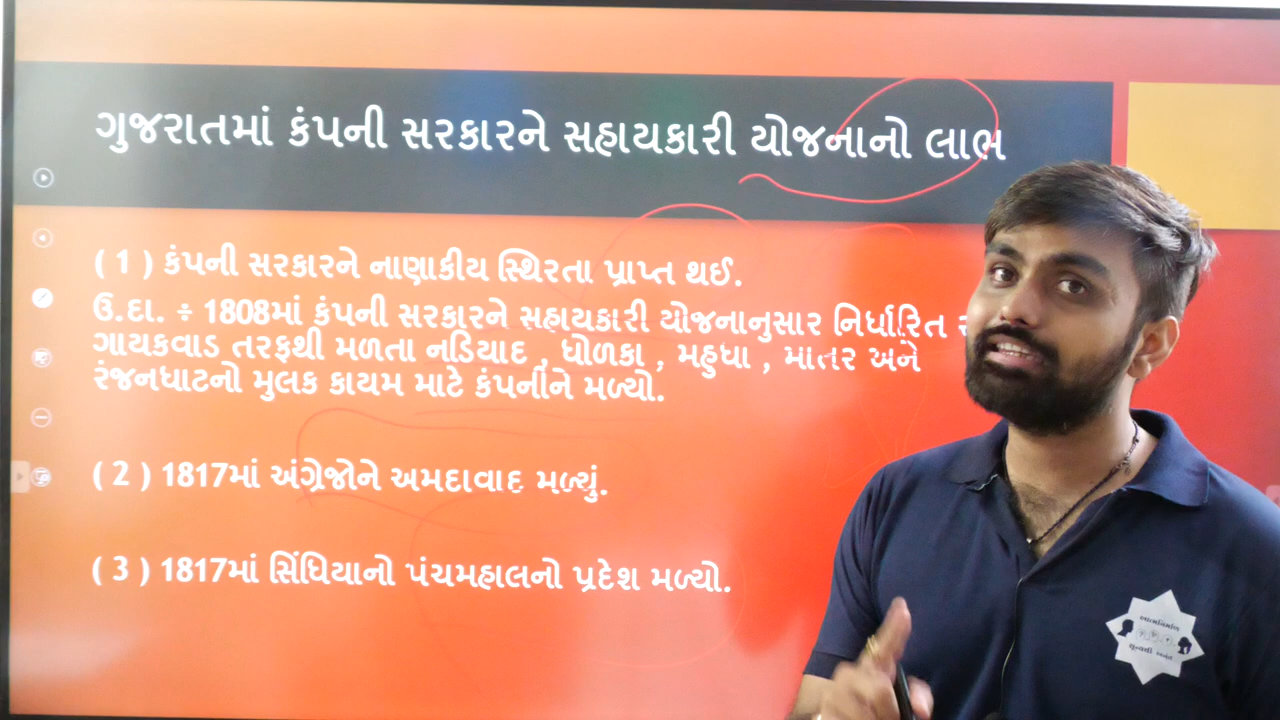 ગુજરાતમાં કંપની સરકારને સહાયકારી યોજનાનો લાભ
( 1 ) કંપની સરકારને નાણાકીય સ્થિરતા પ્રાપ્ત થઈ.
ઉ.દા. ÷ 1808માં કંપની સરકારને સહાયકારી યોજનાનુસાર નિર્ધારિત
ગાયકવાડ તરફથી મળતા નડિયાદ , ધોળકા , મહુધા , માતર અને
રંજનઘાટનો મુલક કાયમ માટે કંપનીને મળ્યો.
( 2 ) 1817માં અંગ્રેજોને અમદાવાદ મળ્યું.
( 3 ) 1817માં સિંધિયાનો પંચમહાલનો પ્રદેશ મળ્યો.